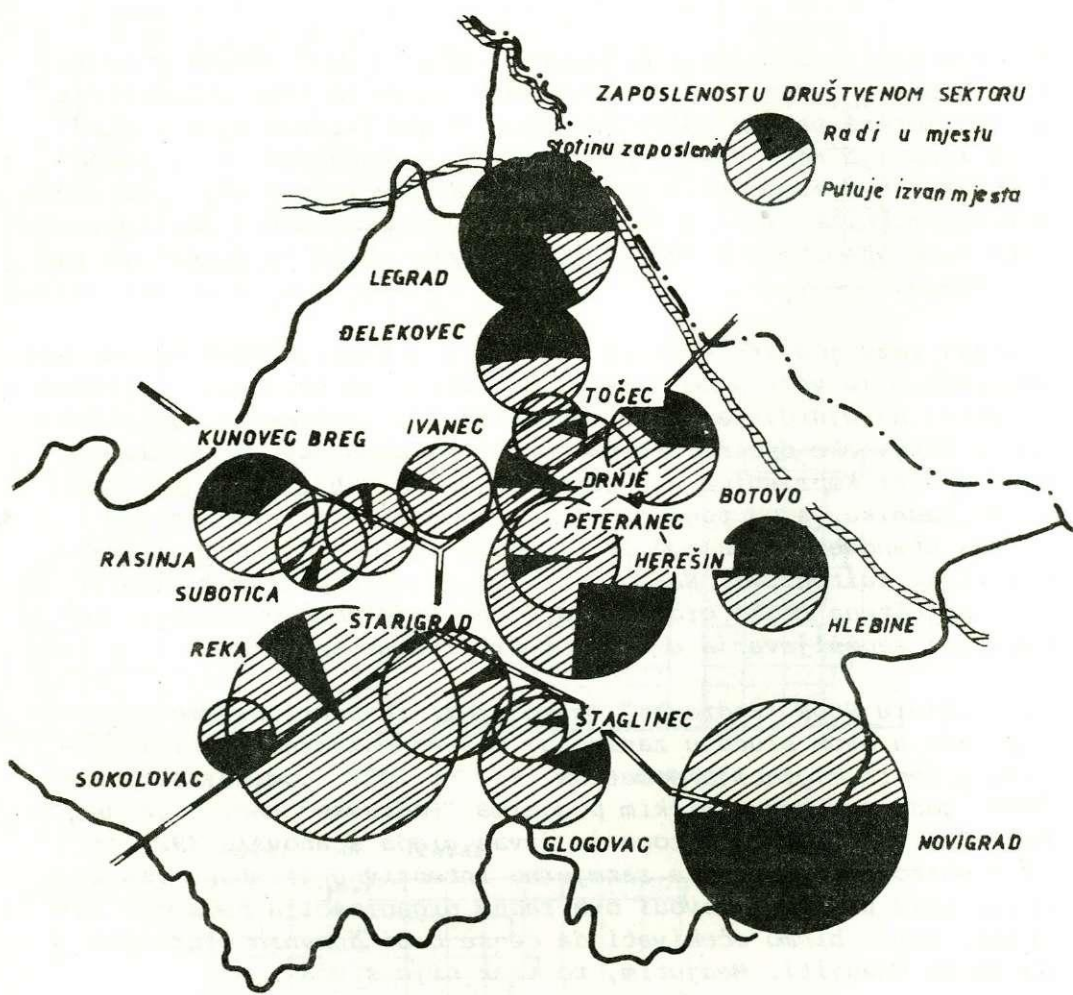 ZAPOSLENOSTU DRUŠTVENOM SEKTORU
Radi u mjestu
Stotinu zaposlenih
Putuje izvan mjesta
LEGRAD
ĐELEKOVEC
TOČEC
IVANEC
KUNOVEC BREG
DRNJE
BOTOVO
PETERANEC
HEREŠIN
RASINJA
SUBOTICA
HLEBINE
STARIGRAD
REKA
ŠTAGLINEC
SOKOLOVAC
GLOGOVAC
NOVIGRAD